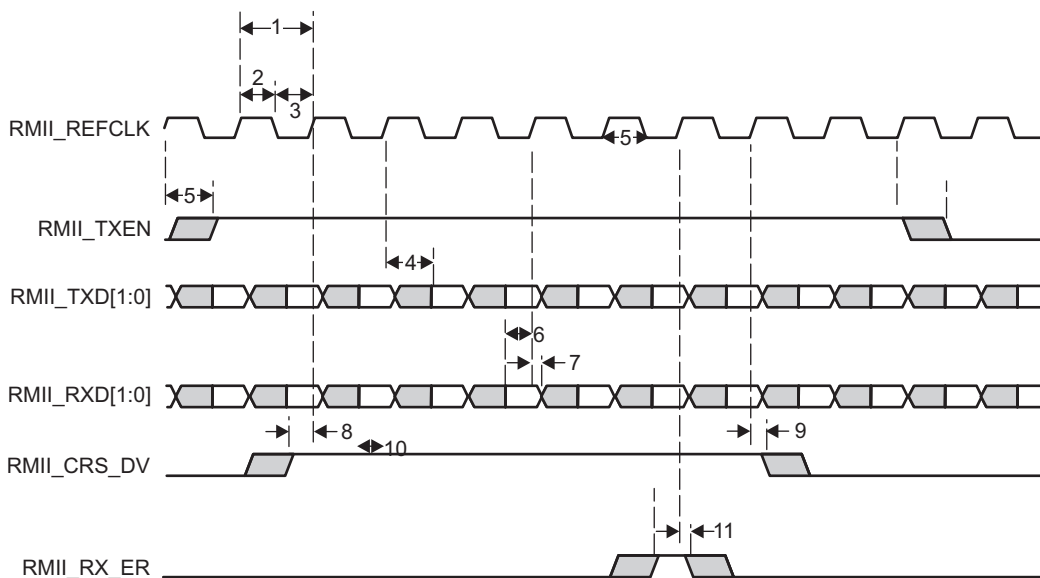 1
2
3
RMII_REFCLK
5
5
RMII_TXEN
4
RMII_TXD[1:0]
6
7
RMII_RXD[1:0]
8
10
9
RMII_CRS_DV
11
RMII_RX_ER